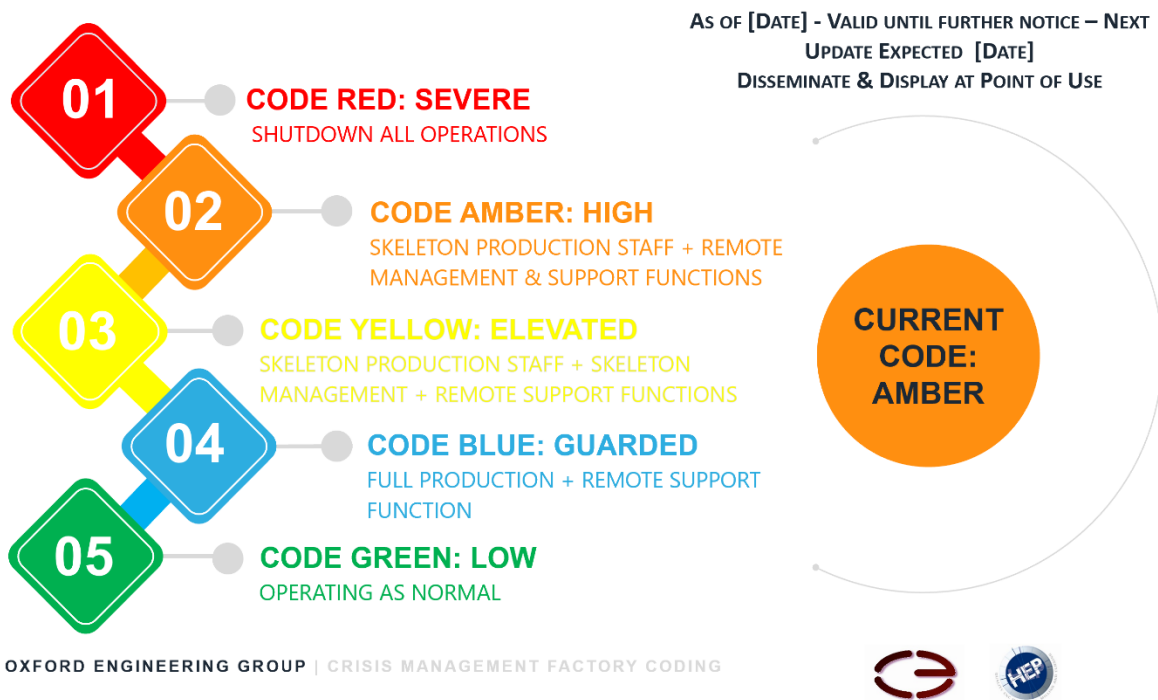 AS OF [DATE] - VALID UNTIL FURTHER NOTICE – NEXT
UPDATE EXPECTED [DATE]
DISSEMINATE & DISPLAY AT POINT OF USE
01
CODE RED: SEVERE
SHUTDOWN ALL OPERATIONS
02
CODE AMBER: HIGH
SKELETON PRODUCTION STAFF + REMOTE
MANAGEMENT & SUPPORT FUNCTIONS
03
CODE YELLOW: ELEVATED
SKELETON PRODUCTION STAFF + SKELETON
MANAGEMENT + REMOTE SUPPORT FUNCTIONS
04
CODE BLUE: GUARDED
FULL PRODUCTION + REMOTE SUPPORT
FUNCTION
05
CODE GREEN: LOW
OPERATING AS NORMAL
CURRENT
CODE:
AMBER
OXFORD ENGINEERING GROUP | CRISIS MANAGEMENT FACTORY CODING
HEP